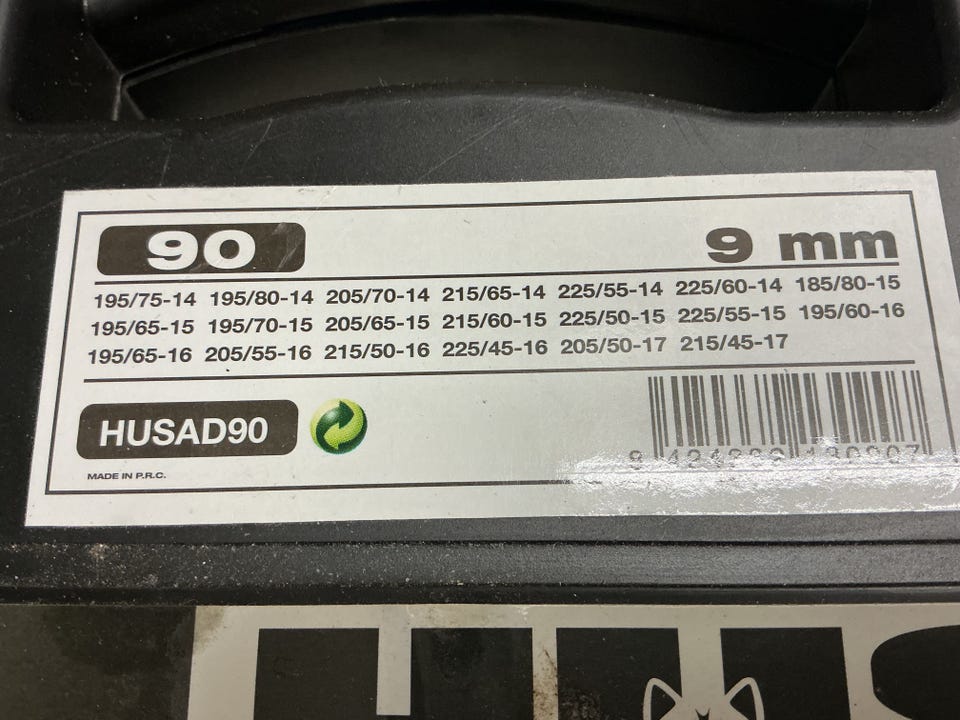 90 9 mm
195/75-14 195/80-14 205/70-14 215/65-14 225/55-14 225/60-14 185/80-15
195/65-15 195/70-15 205/65-15 215/60-15 225/50-15 225/55-15 195/60-16
195/65-16 205/55-16 215/50-16 225/45-16 205/50-17 215/45-17
HUSAD90
MADE IN P.R.C.
HUS